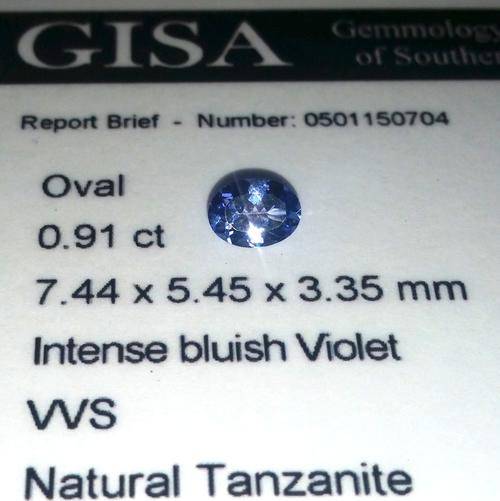 GISA
Gemmology
of Souther
Report Brief - Number: 0501150704
Oval
0.91 ct
7.44 x 5.45 x 3.35 mm
Intense bluish Violet
VVS
Natural Tanzanite